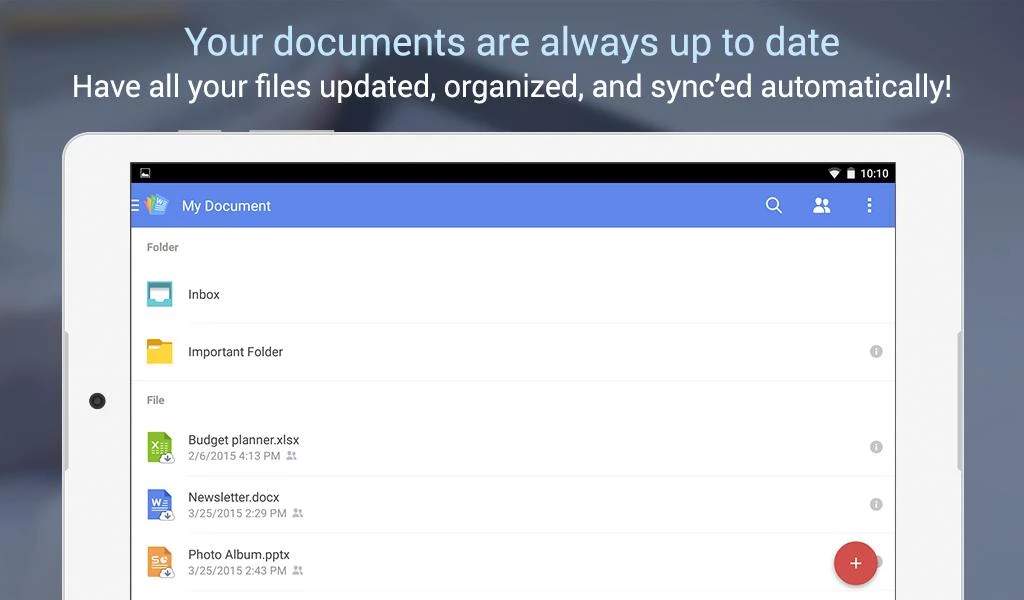 Your documents are always up to date
Have all your files updated, organized, and sync’ed automatically!
10:10
My Document
Folder
Inbox
Important Folder
File
Budget planner.xlsx
2/6/2015 4:13 PM
Newsletter.docx
3/25/2015 2:29 PM
Photo Album.pptx
3/25/2015 2:43 PM